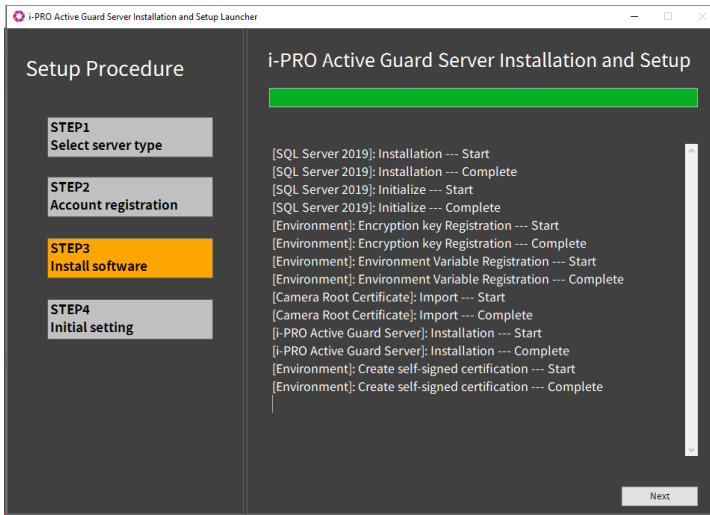 i-PRO Active Guard Server Installation and Setup Launcher
Setup Procedure
STEP1
Select server type
STEP2
Account registration
STEP3
Install software
STEP4
Initial setting
i-PRO Active Guard Server Installation and Setup
[SQL Server 2019]: Installation --- Start
[SQL Server 2019]: Installation --- Complete
[SQL Server 2019]: Initialize --- Start
[SQL Server 2019]: Initialize --- Complete
[Environment]: Encryption key Registration --- Start
[Environment]: Encryption key Registration --- Complete
[Environment]: Environment Variable Registration --- Start
[Environment]: Environment Variable Registration --- Complete
[Camera Root Certificate]: Import --- Start
[Camera Root Certificate]: Import --- Complete
[i-PRO Active Guard Server]: Installation --- Start
[i-PRO Active Guard Server]: Installation --- Complete
[Environment]: Create self-signed certification --- Start
[Environment]: Create self-signed certification --- Complete
Next